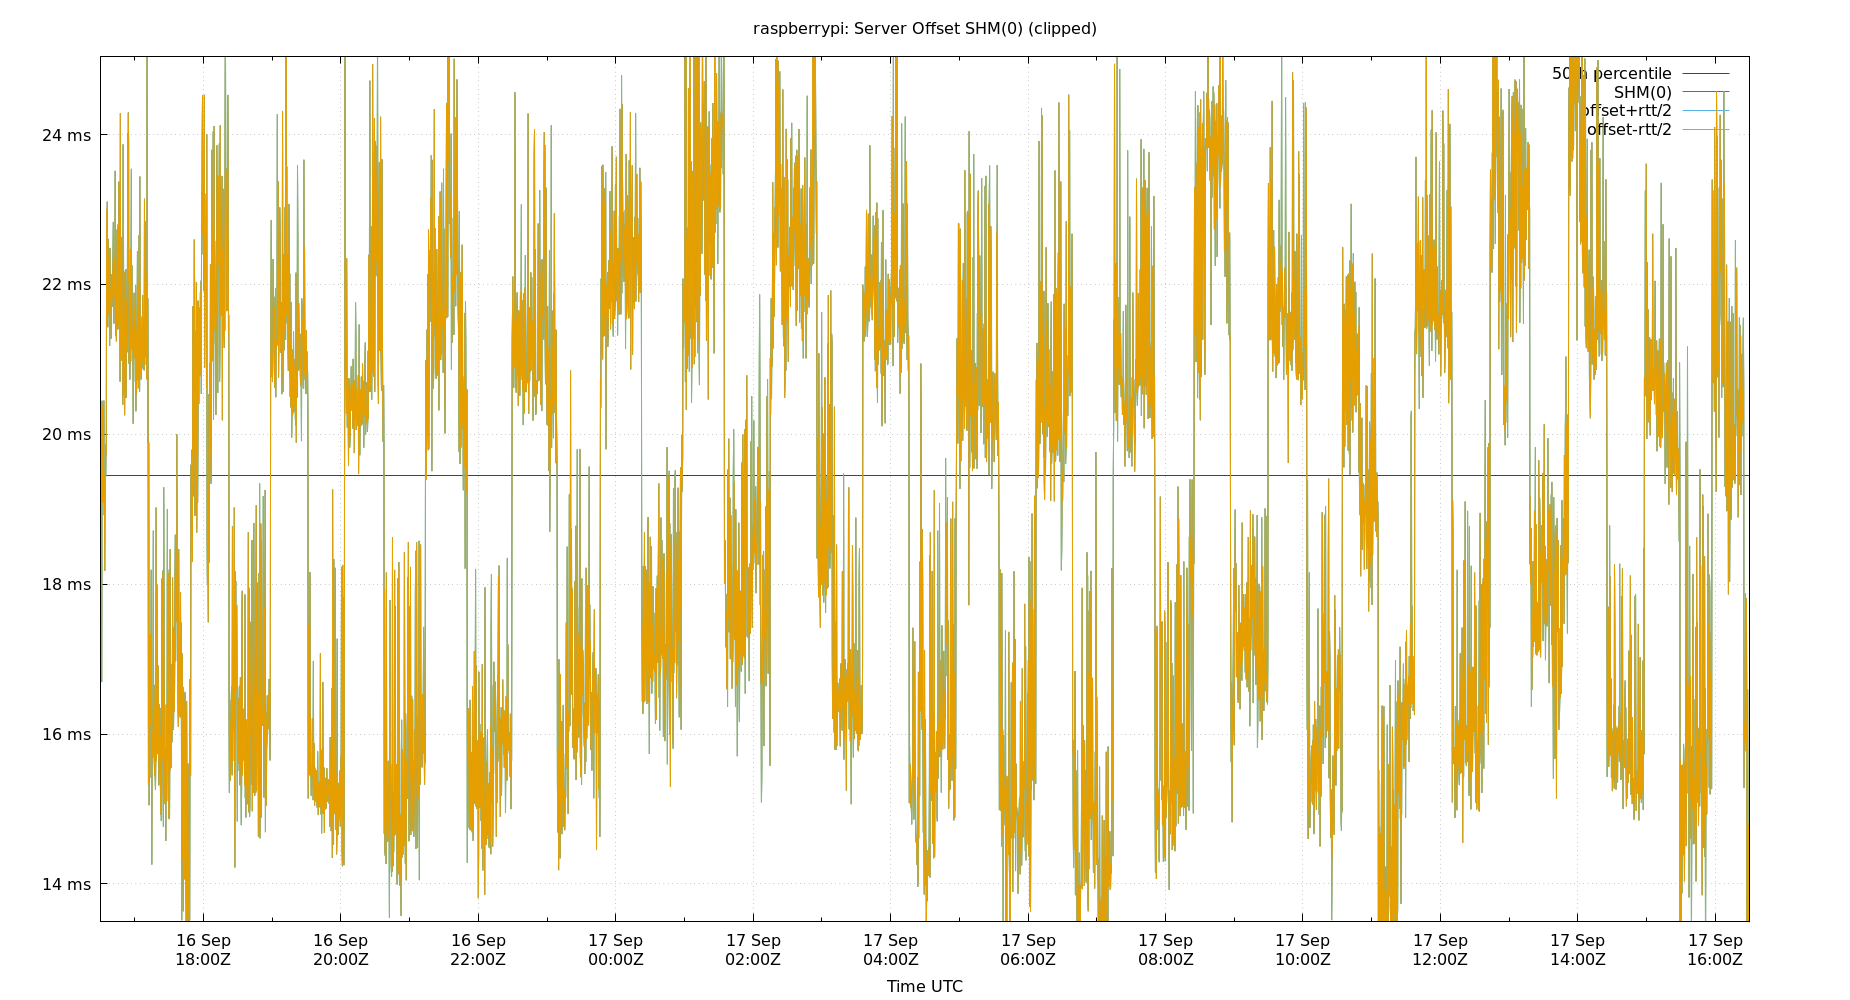 raspberrypi: Server Offset SHM(0) (clipped)
50th percentile
SHM(0)
offset+rtt/2
offset-rtt/2
24 ms
22 ms
20 ms
18 ms
16 ms
14 ms
16 Sep 16 Sep 16 Sep 17 Sep 17 Sep 17 Sep 17 Sep 17 Sep 17 Sep 17 Sep 17 Sep 17 Sep
18:00Z 20:00Z 22:00Z 00:00Z 02:00Z 04:00Z 06:00Z 08:00Z 10:00Z 12:00Z 14:00Z 16:00Z
Time UTC